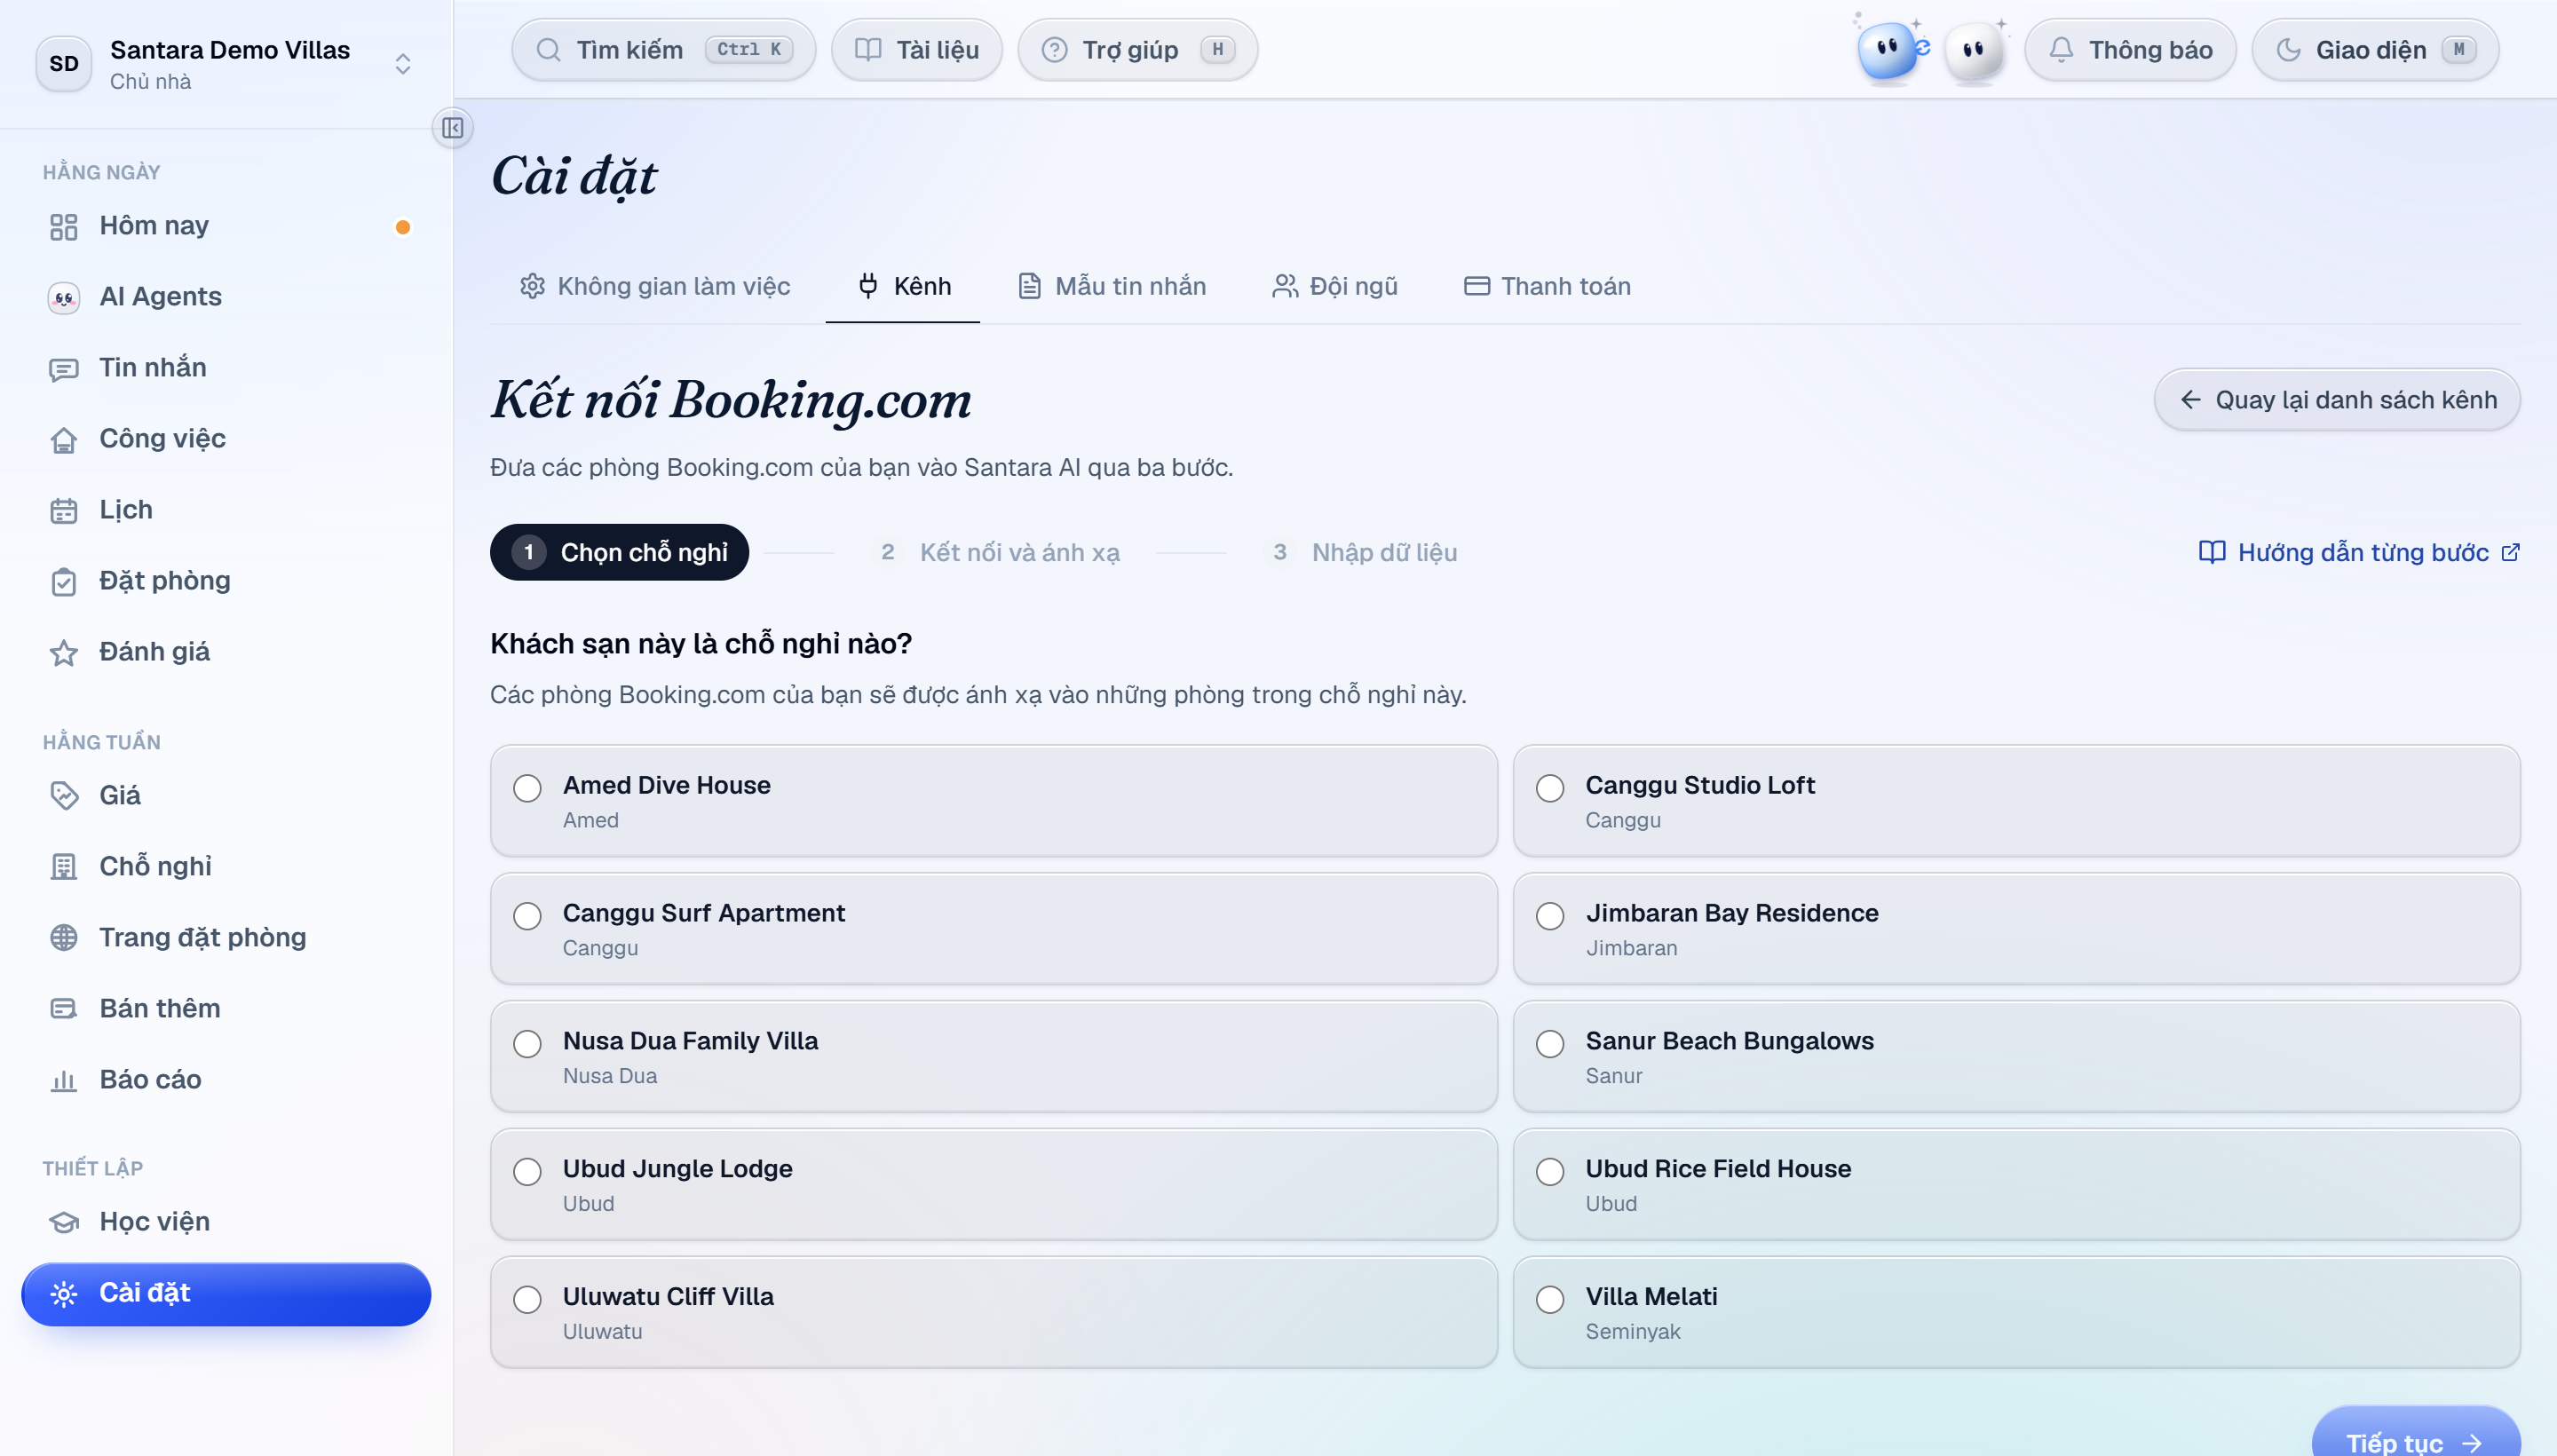 SD
Santara Demo Villas
Chủ nhà
HẰNG NGÀY
Hôm nay
AI Agents
Tin nhắn
Công việc
Lịch
Đặt phòng
Đánh giá
HẰNG TUẦN
Giá
Chỗ nghỉ
Trang đặt phòng
Bán thêm
Báo cáo
THIẾT LẬP
Học viện
Cài đặt
Tìm kiếm Ctrl K
Tài liệu
Trợ giúp H
Thông báo
Giao diện M
Cài đặt
Không gian làm việc
Kênh
Mẫu tin nhắn
Đội ngũ
Thanh toán
Kết nối Booking.com
Quay lại danh sách kênh
Đưa các phòng Booking.com của bạn vào Santara AI qua ba bước.
1 Chọn chỗ nghỉ
2 Kết nối và ánh xạ
3 Nhập dữ liệu
Hướng dẫn từng bước
Khách sạn này là chỗ nghỉ nào?
Các phòng Booking.com của bạn sẽ được ánh xạ vào những phòng trong chỗ nghỉ này.
Amed Dive House
Amed
Canggu Studio Loft
Canggu
Canggu Surf Apartment
Canggu
Jimbaran Bay Residence
Jimbaran
Nusa Dua Family Villa
Nusa Dua
Sanur Beach Bungalows
Sanur
Ubud Jungle Lodge
Ubud
Ubud Rice Field House
Ubud
Uluwatu Cliff Villa
Uluwatu
Villa Melati
Seminyak
Tiếp tục